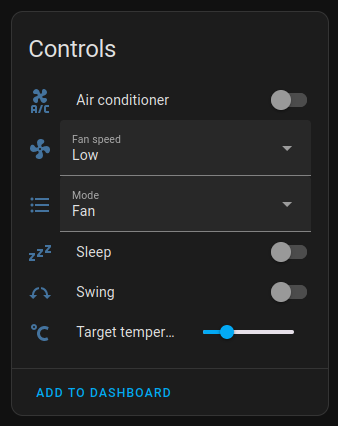 Controls
A/C
Air conditioner
Fan speed
Low
Mode
Fan
zzz
Sleep
Swing
°C
Target temper...
ADD TO DASHBOARD